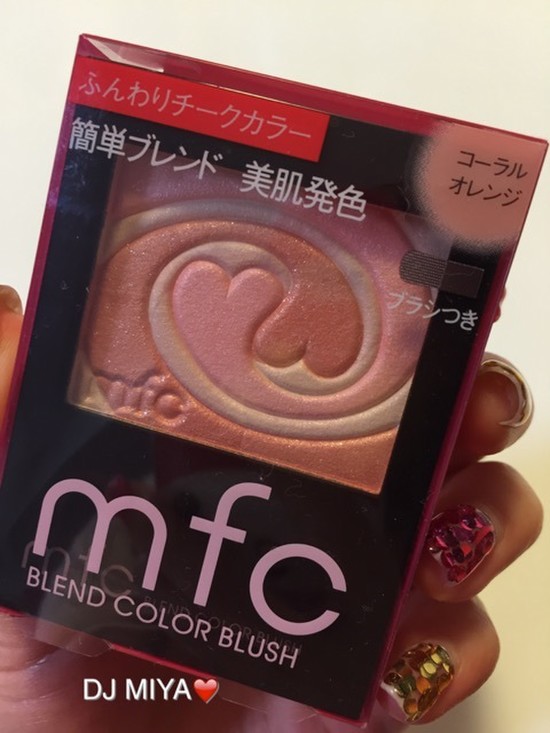 ふんわりチークカラー
簡単ブレンド 美肌発色
コーラル
オレンジ
ブラシつき
mfc
mfc
BLEND COLOR BLUSH
DJ MIYA❤